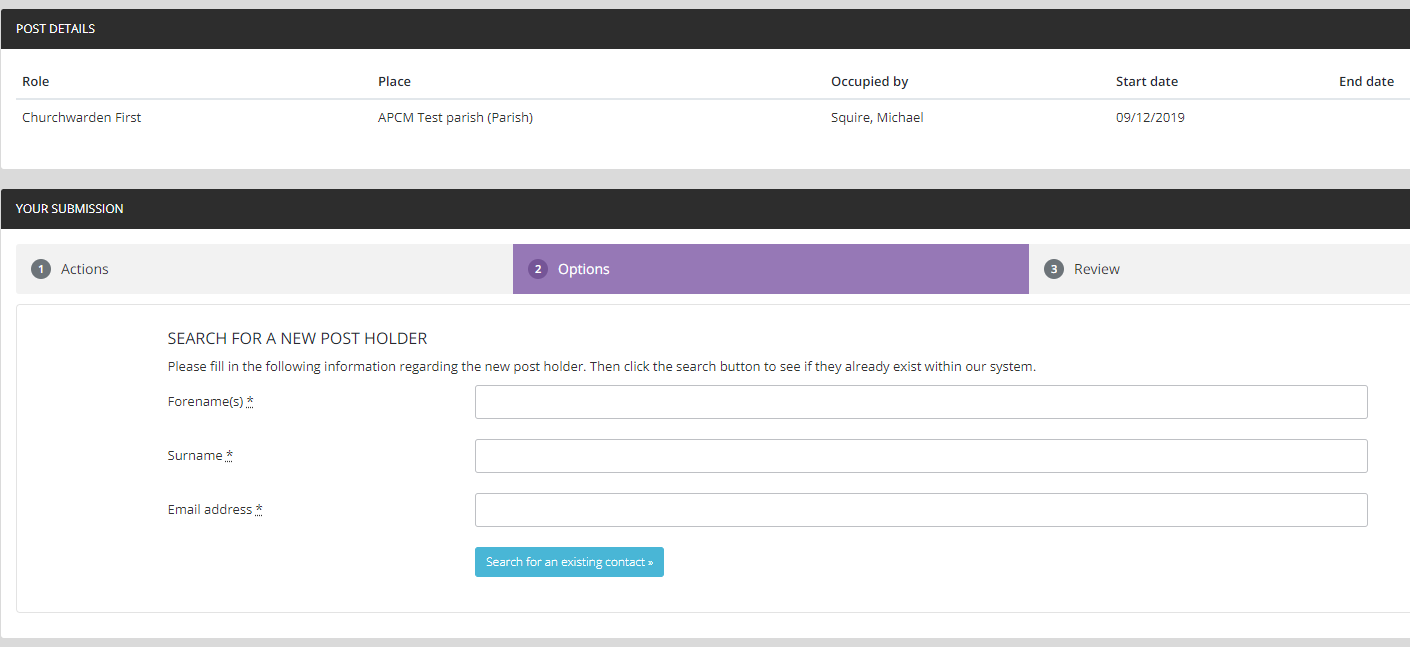 POST DETAILS
Role Place Occupied by Start date End date
Churchwarden First APCM Test parish (Parish) Squire, Michael 09/12/2019
YOUR SUBMISSION
1 Actions 2 Options 3 Review
SEARCH FOR A NEW POST HOLDER
Please fill in the following information regarding the new post holder. Then click the search button to see if they already exist within our system.
Forename(s) *
Surname *
Email address *
Search for an existing contact »